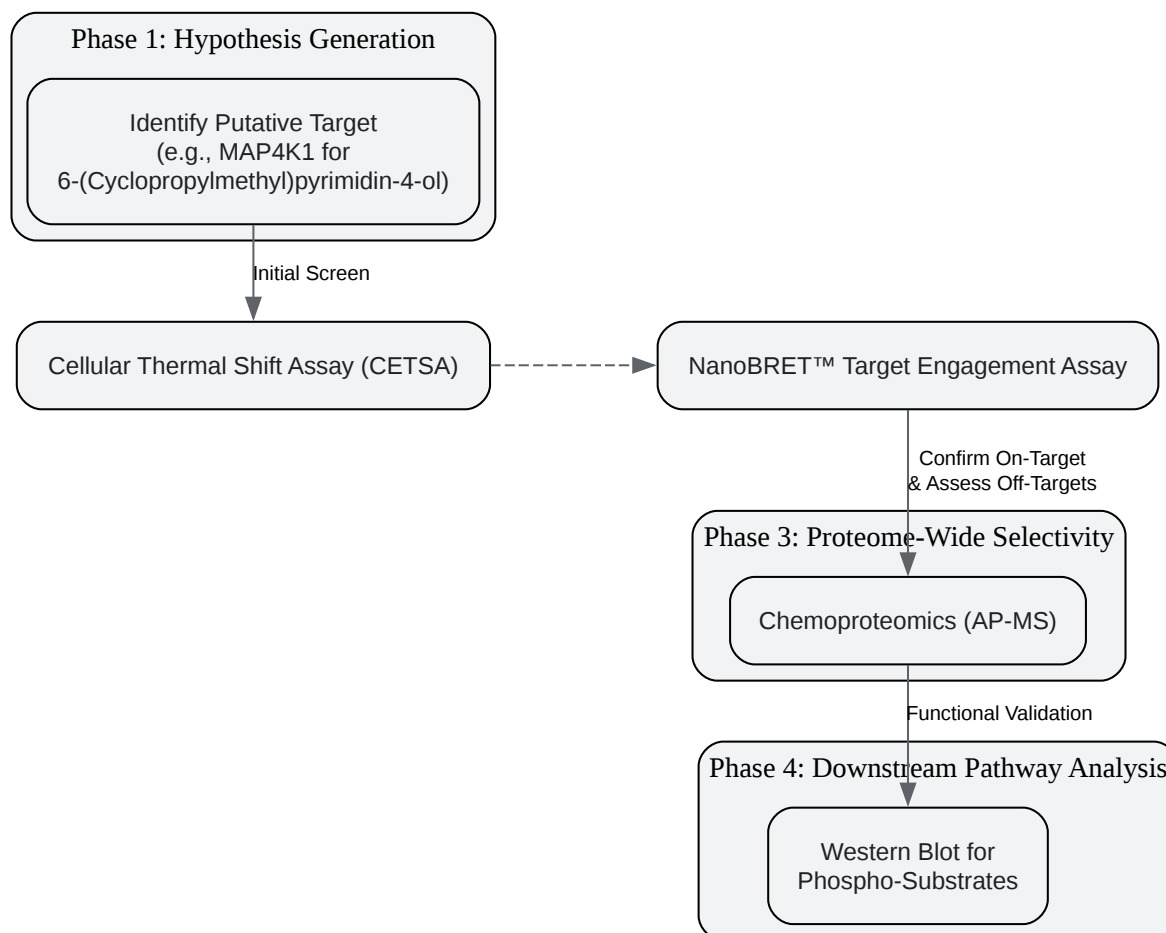 Phase 1: Hypothesis Generation
Identify Putative Target
(e.g., MAP4K1 for
6-(Cyclopropylmethyl)pyrimidin-4-ol)
Initial Screen
Cellular Thermal Shift Assay (CETSA)
NanoBRET™ Target Engagement Assay
Confirm On-Target
& Assess Off-Targets
Phase 3: Proteome-Wide Selectivity
Chemoproteomics (AP-MS)
Functional Validation
Phase 4: Downstream Pathway Analysis
Western Blot for
Phospho-Substrates